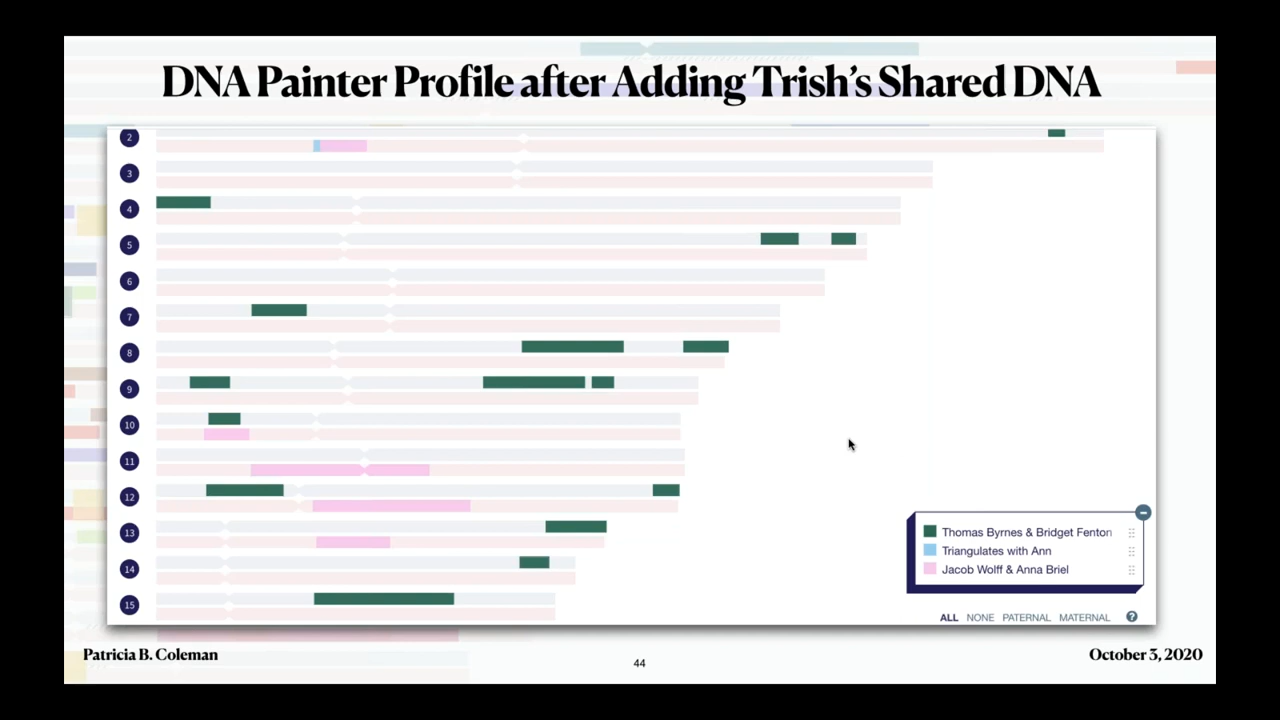 DNA Painter Profile after Adding Trish's Shared DNA
2
3
4
5
6
7
8
9
10
11
12
13
14
15
Thomas Byrnes & Bridget Fenton
Triangulates with Ann
Jacob Wolff & Anna Briel
ALL NONE PATERNAL MATERNAL ?
Patricia B. Coleman
44
October 3, 2020